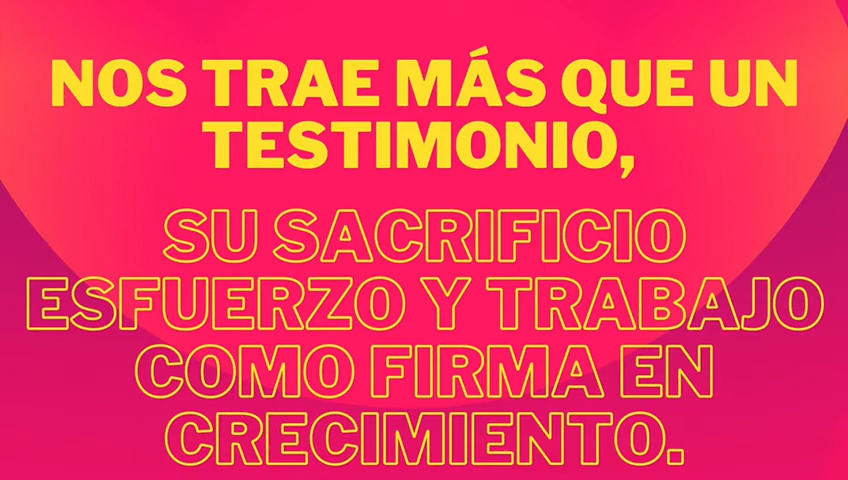 NOS TRAE MÁS QUE UN
TESTIMONIO,
SU SACRIFICIO
ESFUERZO Y TRABAJO
COMO FIRMA EN
CRECIMIENTO.